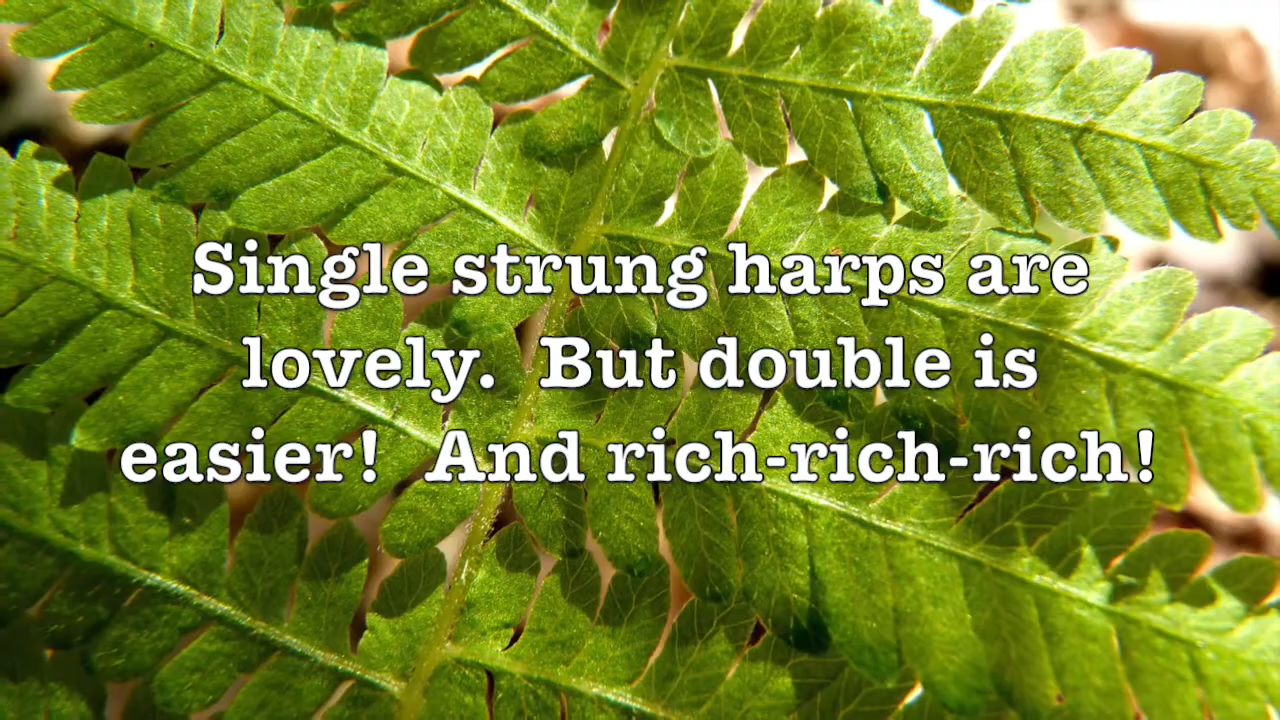 Single strung harps are
lovely.  But double is
easier!  And rich-rich-rich!